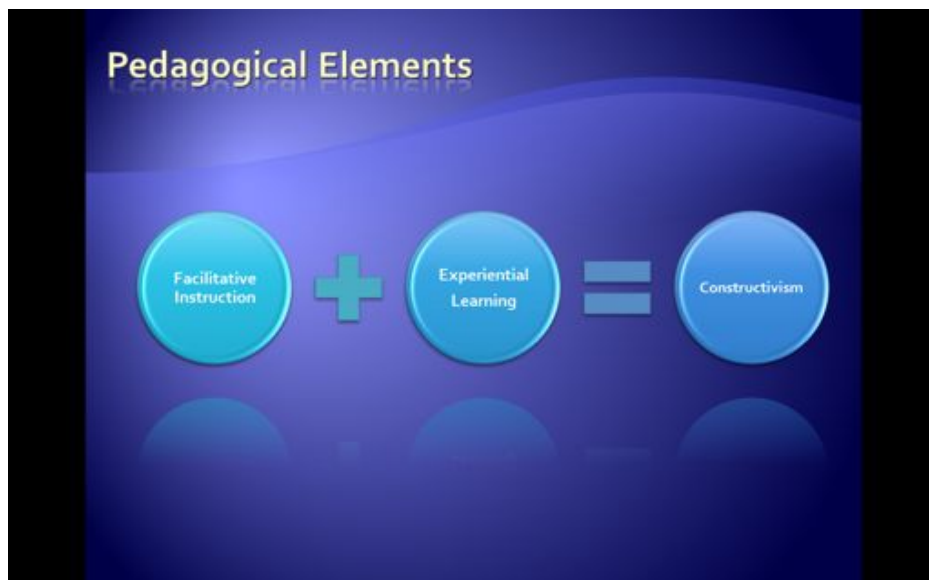 Pedagogical Elements
Facilitative
Instruction
Experiential
Learning
Constructivism